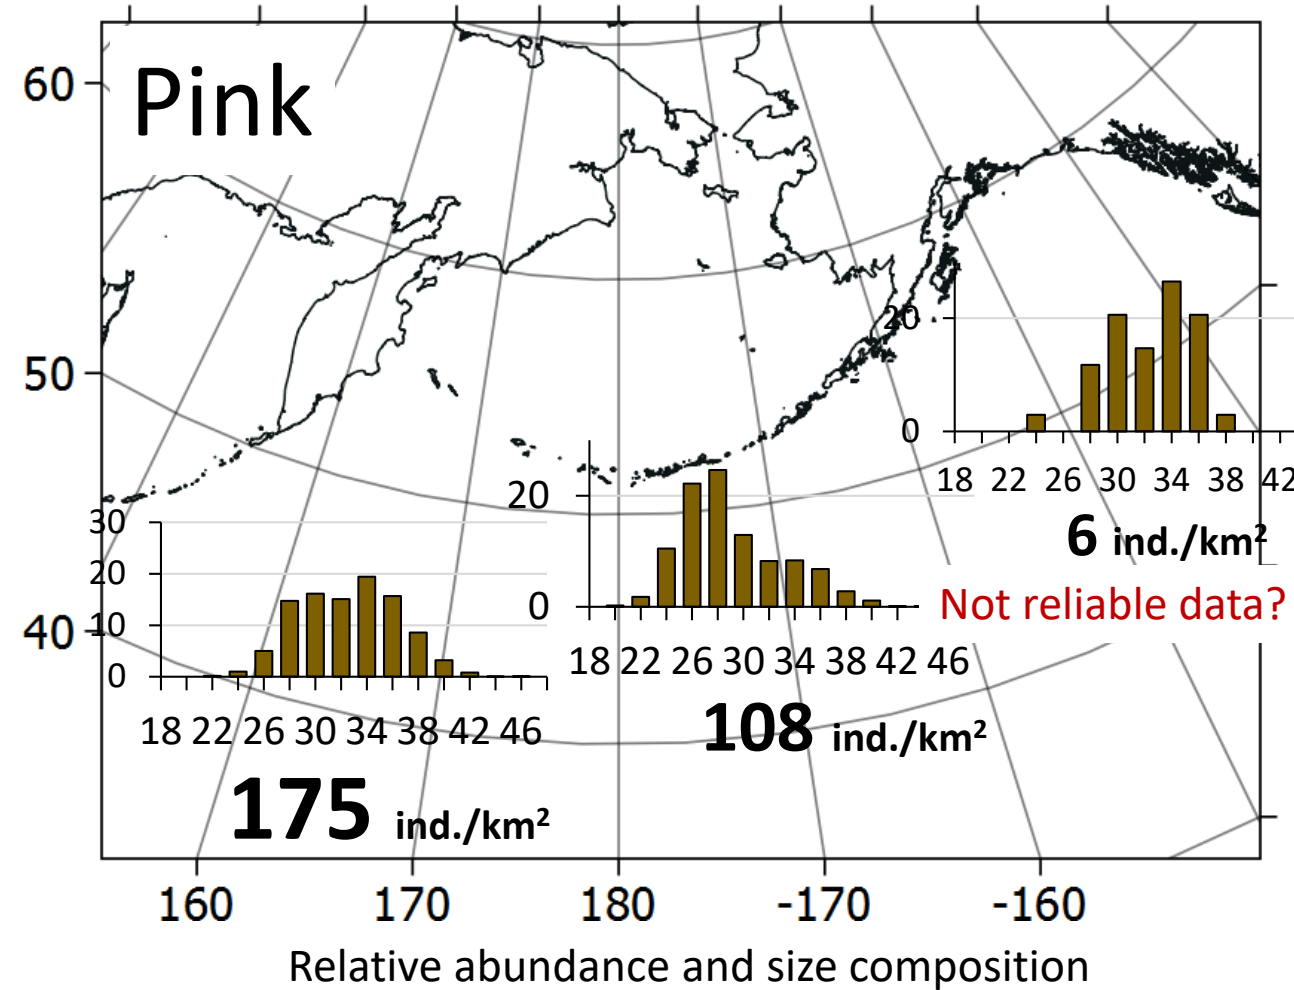 60
Pink
50
40
20
0
18 22 26 30 34 38 42
6 ind./km²
Not reliable data?
20
0
18 22 26 30 34 38 42 46
108 ind./km²
30
20
10
0
18 22 26 30 34 38 42 46
175 ind./km²
160 170 180 -170 -160
Relative abundance and size composition